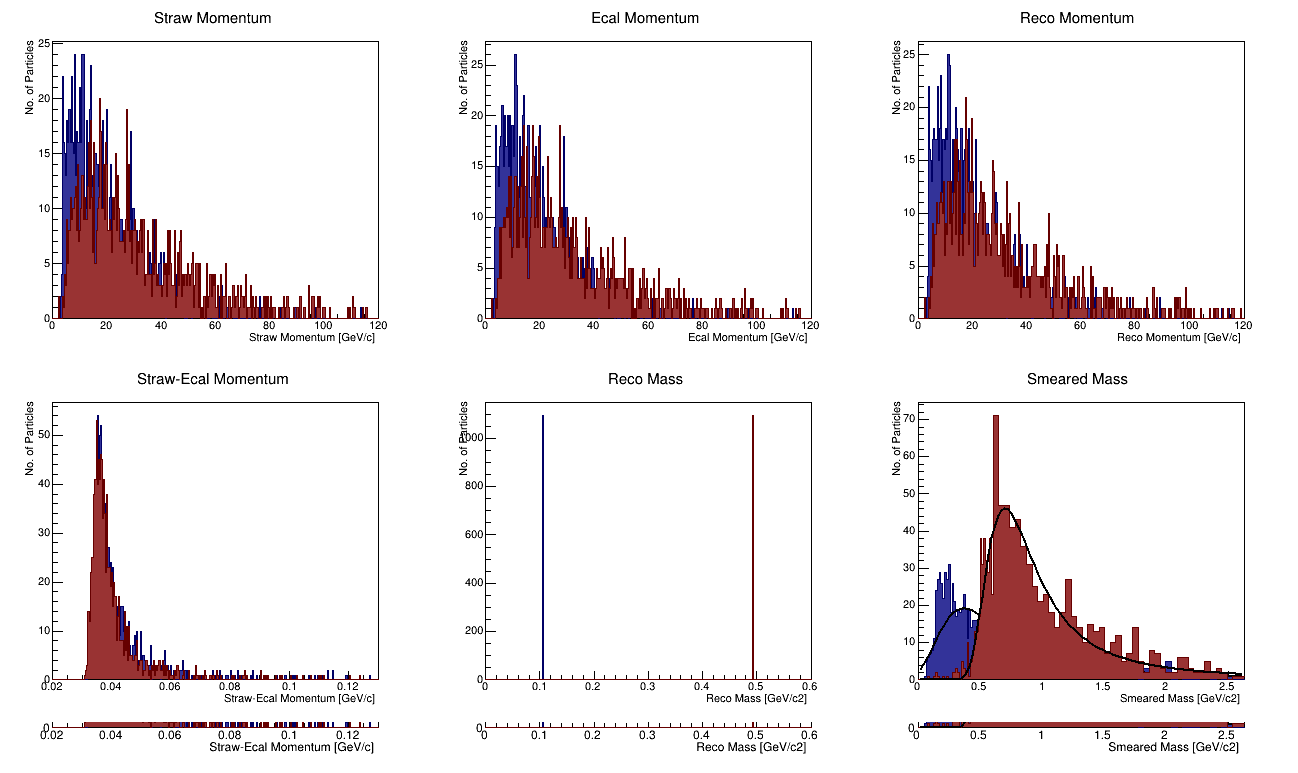 Straw Momentum
Ecal Momentum
Reco Momentum
No. of Particles
25
20
15
10
5
0
0 20 40 60 80 100 120
Straw Momentum [GeV/c]
No. of Particles
25
20
15
10
5
0
0 20 40 60 80 100 120
Ecal Momentum [GeV/c]
No. of Particles
25
20
15
10
5
0
0 20 40 60 80 100 120
Reco Momentum [GeV/c]
Straw-Ecal Momentum
Reco Mass
Smeared Mass
No. of Particles
50
40
30
20
10
0
0.02 0.04 0.06 0.08 0.1 0.12
Straw-Ecal Momentum [GeV/c]
No. of Particles
1000
800
600
400
200
0
0 0.1 0.2 0.3 0.4 0.5 0.6
Reco Mass [GeV/c2]
No. of Particles
70
60
50
40
30
20
10
0
0 0.5 1 1.5 2 2.5
Smeared Mass [GeV/c2]
0
0.02 0.04 0.06 0.08 0.1 0.12
Straw-Ecal Momentum [GeV/c]
0
0 0.1 0.2 0.3 0.4 0.5 0.6
Reco Mass [GeV/c2]
0
0 0.5 1 1.5 2 2.5
Smeared Mass [GeV/c2]